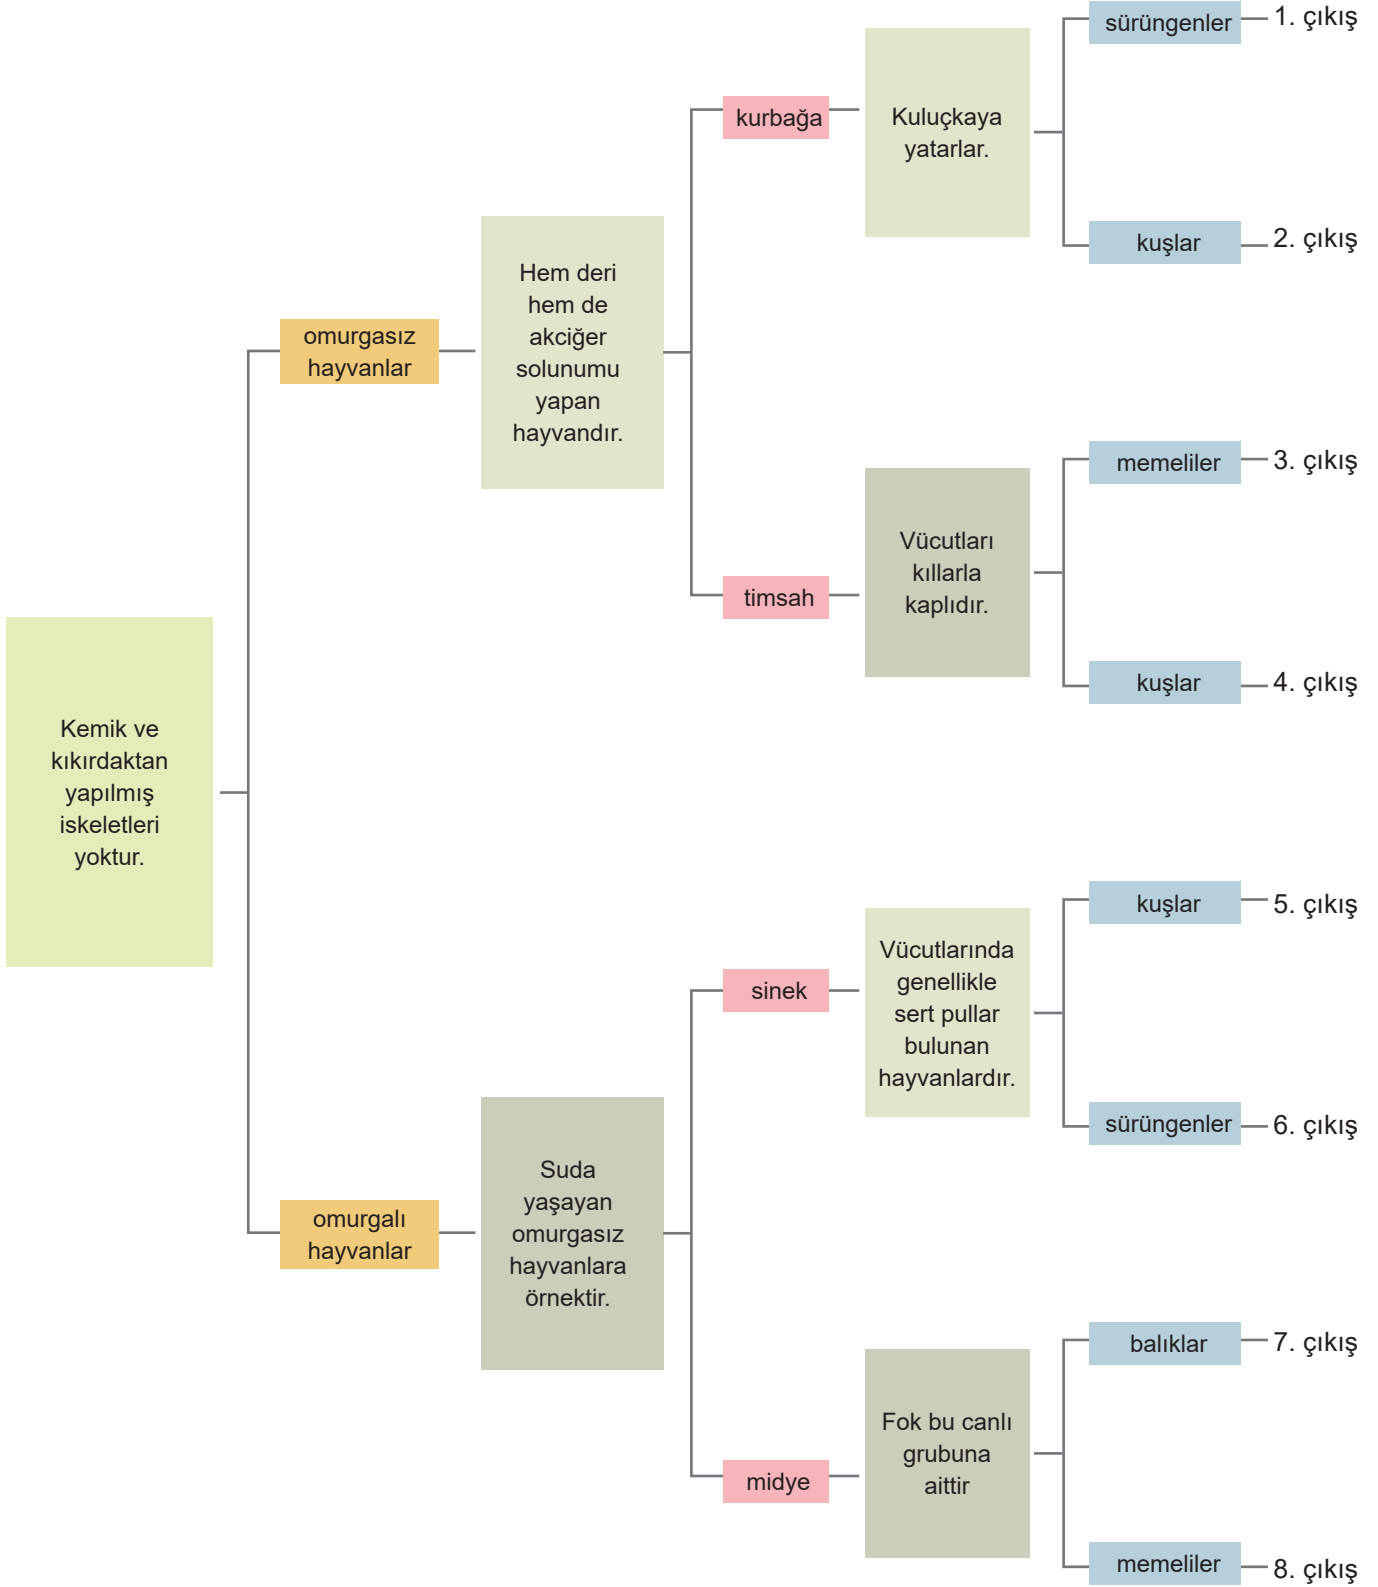 Kemik ve
kıkırdaktan
yapılmış
iskeletleri
yoktur.
omurgasız
hayvanlar
omurgalı
hayvanlar
Hem deri
hem de
akciğer
solunumu
yapan
hayvandır.
Suda
yaşayan
omurgasız
hayvanlara
örnektir.
kurbağa
timsah
sinek
midye
Kuluçkaya
yatarlar.
Vücutları
kıllarla
kaplıdır.
Vücutlarında
genellikle
sert pullar
bulunan
hayvanlardır.
Fok bu canlı
grubuna
aittir
sürüngenler 1. çıkış
kuşlar 2. çıkış
memeliler 3. çıkış
kuşlar 4. çıkış
kuşlar 5. çıkış
sürüngenler 6. çıkış
balıklar 7. çıkış
memeliler 8. çıkış